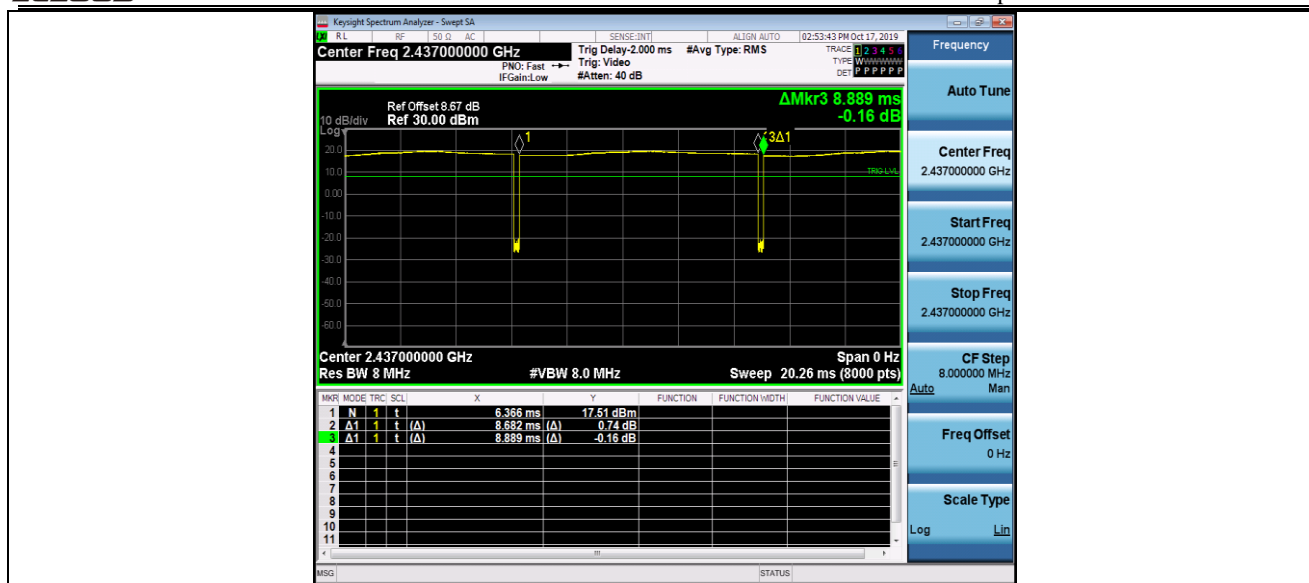 Keysight Spectrum Analyzer - Swept SA
RL RF 50 Ω AC SENSE:INT ALIGN AUTO 02:53:43 PM Oct 17, 2019
Center Freq 2.437000000 GHz
PNO: Fast
IFGain:Low
Trig Delay-2.000 ms
Trig: Video
#Atten: 40 dB
#Avg Type: RMS
TRACE 1 2 3 4 5 6
TYPE WWWWWW
DET P P P P P P
Ref Offset 8.67 dB
10 dB/div Ref 30.00 dBm
Log
ΔMkr3 8.889 ms
-0.16 dB
1
3Δ1
20.0
10.0
TRIG LVL
0.00
-10.0
-20.0
-30.0
-40.0
-50.0
-60.0
Center 2.437000000 GHz Span 0 Hz
Res BW 8 MHz #VBW 8.0 MHz Sweep 20.26 ms (8000 pts)
MKR MODE TRC SCL X Y FUNCTION FUNCTION WIDTH FUNCTION VALUE
1 N 1 t 6.366 ms 17.51 dBm
2 Δ1 1 t (Δ) 8.682 ms (Δ) 0.74 dB
3 Δ1 1 t (Δ) 8.889 ms (Δ) -0.16 dB
4
5
6
7
8
9
10
11
MSG STATUS
Frequency
Auto Tune
Center Freq
2.437000000 GHz
Start Freq
2.437000000 GHz
Stop Freq
2.437000000 GHz
CF Step
8.000000 MHz
Auto Man
Freq Offset
0 Hz
Scale Type
Log Lin